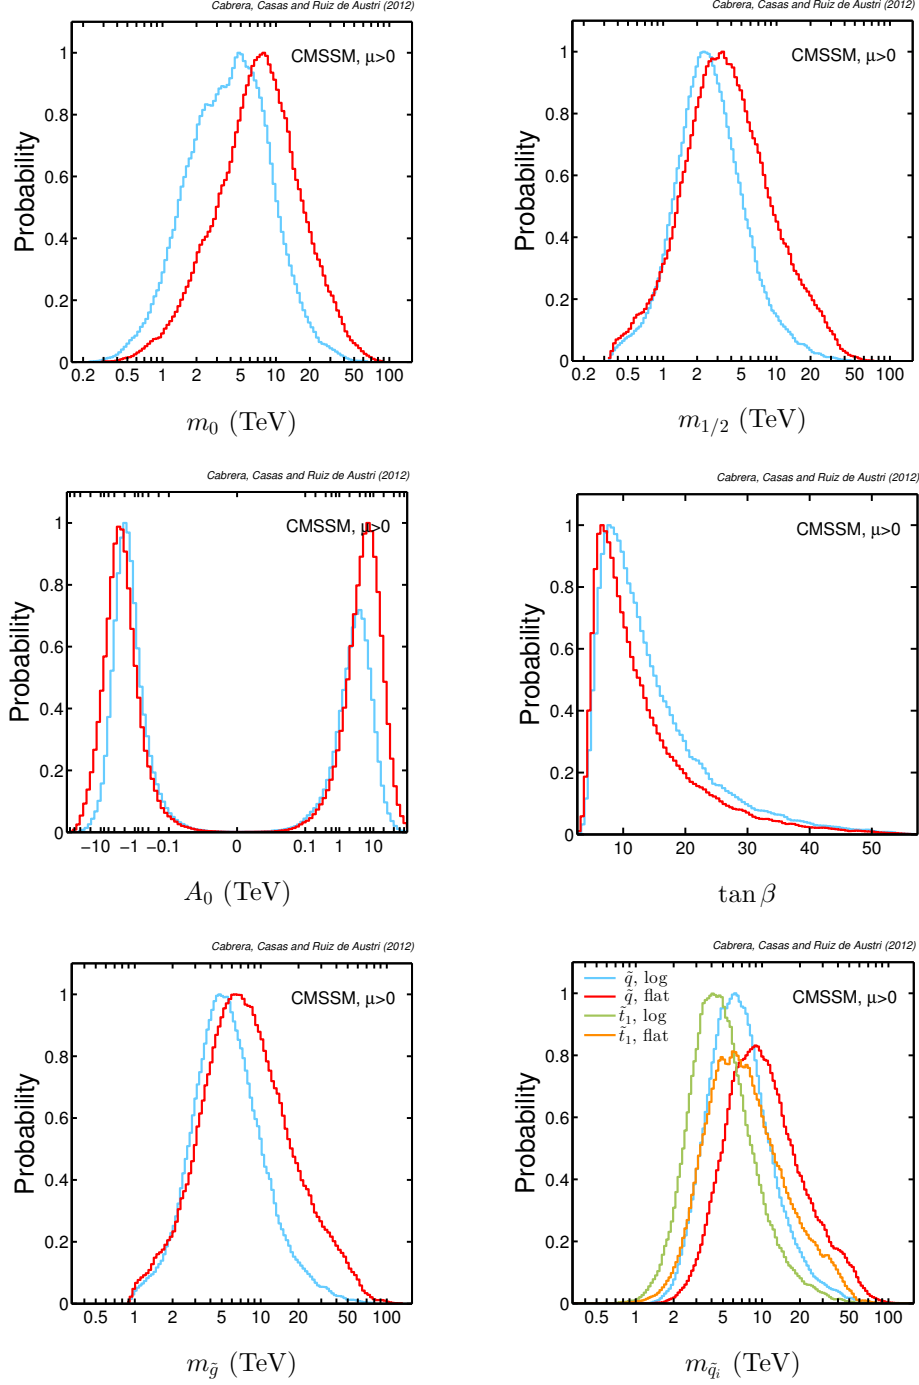 Cabrera, Casas and Ruiz de Austri (2012)
CMSSM, μ>0
Probability
1
0.8
0.6
0.4
0.2
0
0.2 0.5 1 2 5 10 20 50 100
m₀ (TeV)
Cabrera, Casas and Ruiz de Austri (2012)
CMSSM, μ>0
Probability
1
0.8
0.6
0.4
0.2
0
0.2 0.5 1 2 5 10 20 50 100
m₁/₂ (TeV)
Cabrera, Casas and Ruiz de Austri (2012)
CMSSM, μ>0
Probability
1
0.8
0.6
0.4
0.2
0
−10 −1 −0.1 0 0.1 1 10
A₀ (TeV)
Cabrera, Casas and Ruiz de Austri (2012)
CMSSM, μ>0
Probability
1
0.8
0.6
0.4
0.2
0
10 20 30 40 50
tan β
Cabrera, Casas and Ruiz de Austri (2012)
CMSSM, μ>0
Probability
1
0.8
0.6
0.4
0.2
0
0.5 1 2 5 10 20 50 100
m_g̃ (TeV)
Cabrera, Casas and Ruiz de Austri (2012)
q̃, log
q̃, flat
t̃₁, log
t̃₁, flat
CMSSM, μ>0
Probability
1
0.8
0.6
0.4
0.2
0
0.5 1 2 5 10 20 50 100
m_q̃ᵢ (TeV)